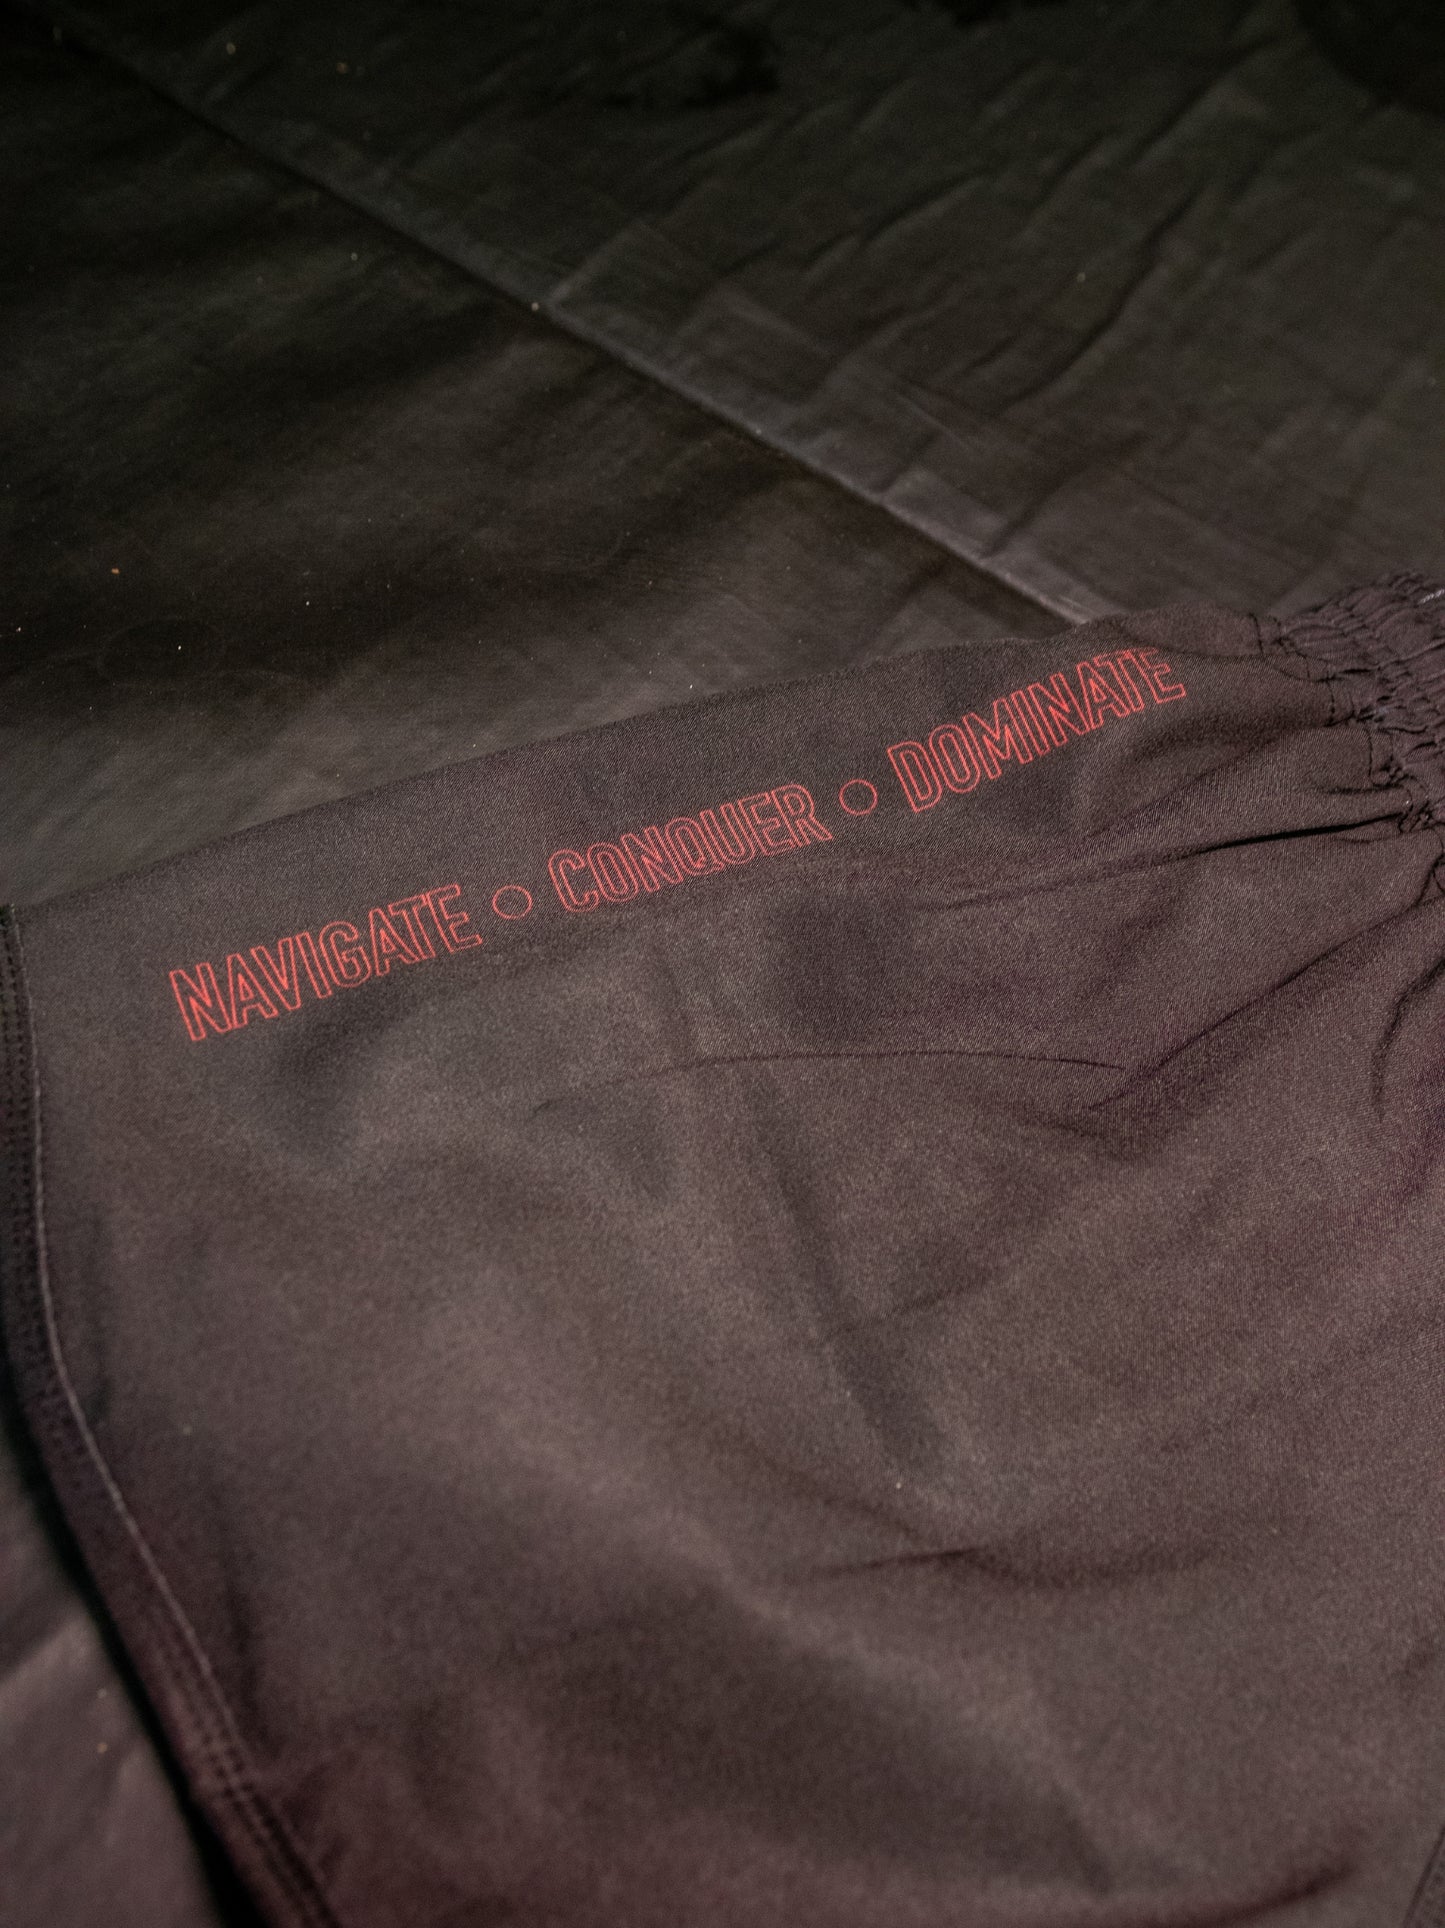 NAVIGATE ○ CONQUER ○ DOMINATE